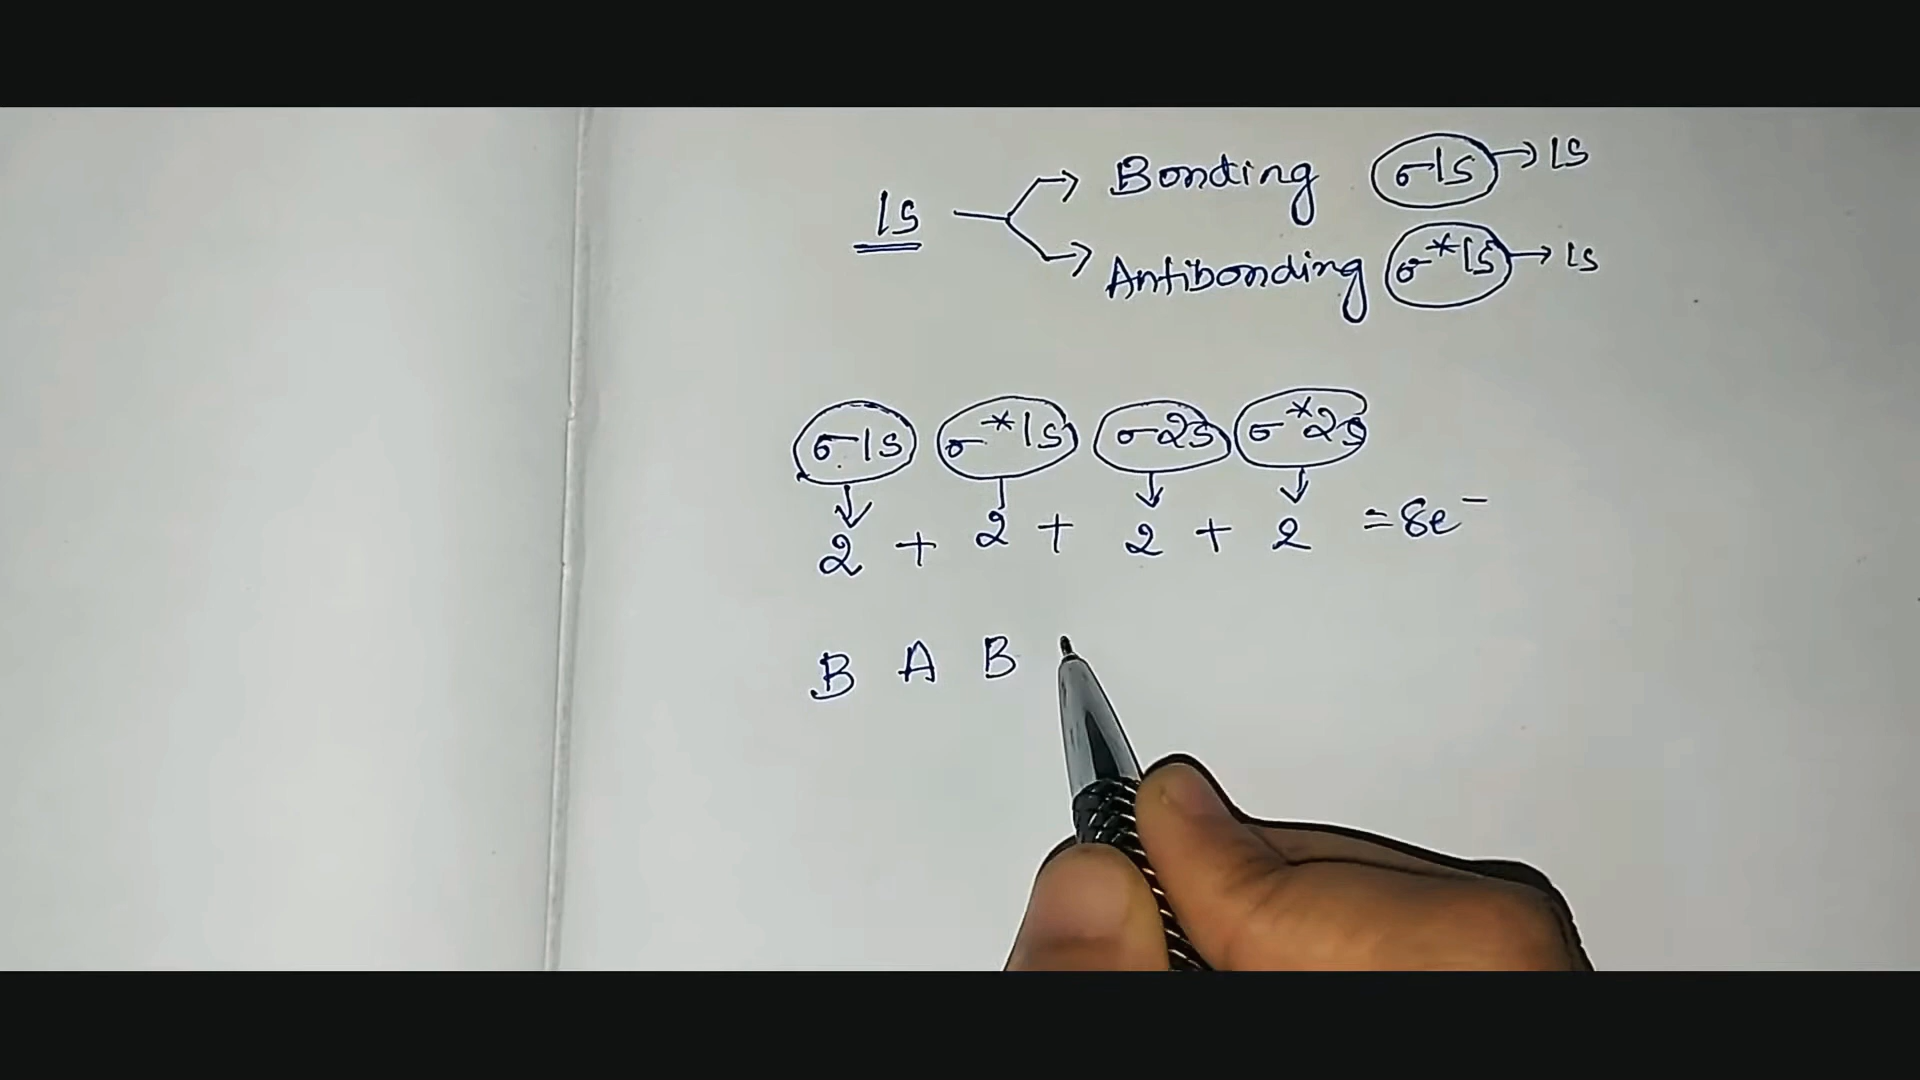 Bonding σ1s → 1s
1s
Antibonding σ*1s → 1s
σ1s σ*1s σ2s σ*2s
2 + 2 + 2 + 2 = 8e⁻
B A B